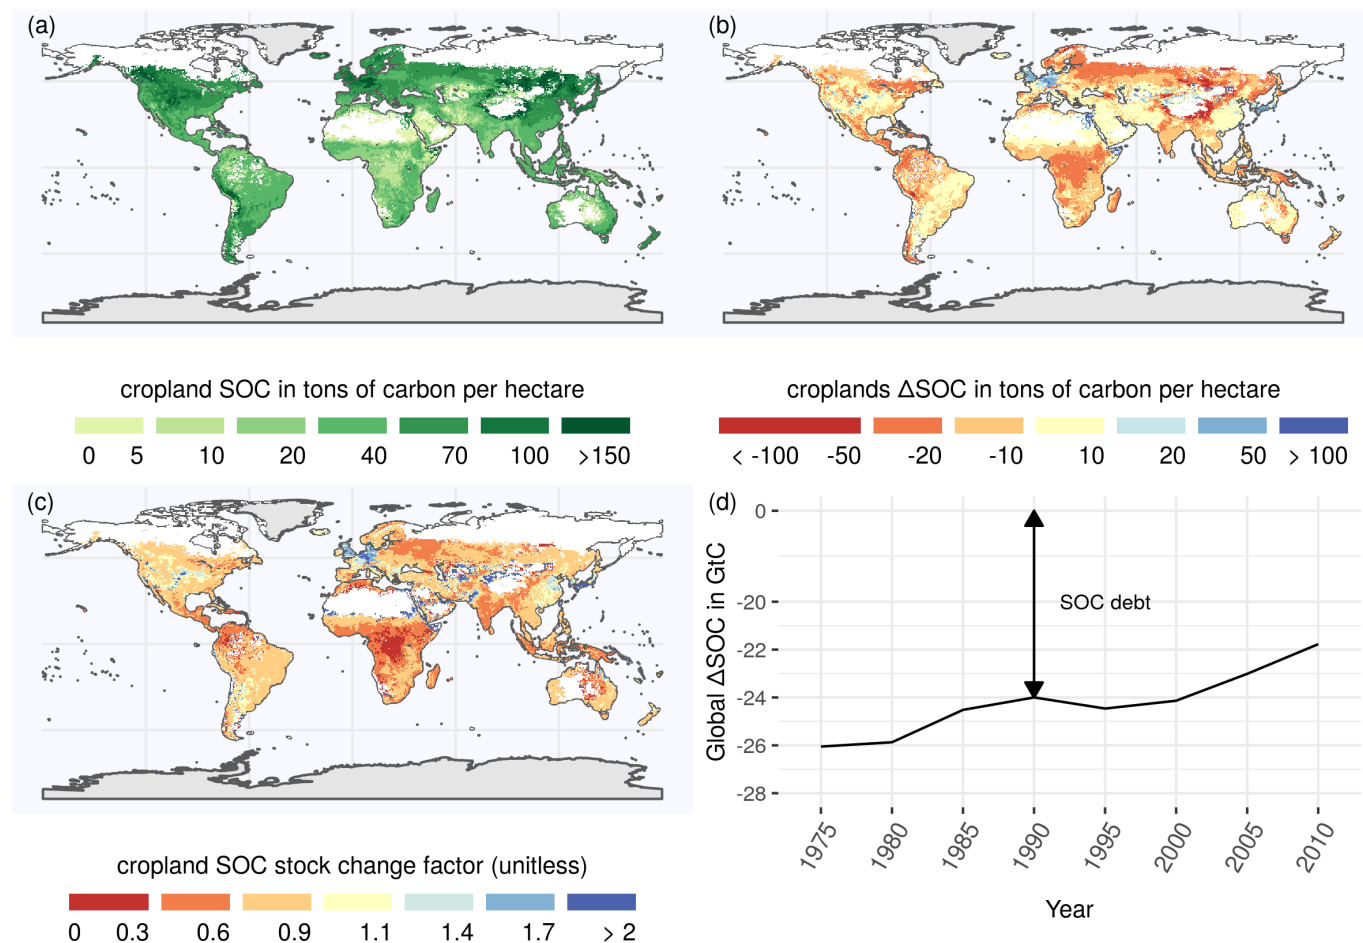 (a)
cropland SOC in tons of carbon per hectare
0 5 10 20 40 70 100 >150
(b)
croplands ΔSOC in tons of carbon per hectare
< -100 -50 -20 -10 10 20 50 > 100
(c)
cropland SOC stock change factor (unitless)
0 0.3 0.6 0.9 1.1 1.4 1.7 > 2
(d)
Global ΔSOC in GtC
0
-20
-22
-24
-26
-28
SOC debt
1975 1980 1985 1990 1995 2000 2005 2010
Year